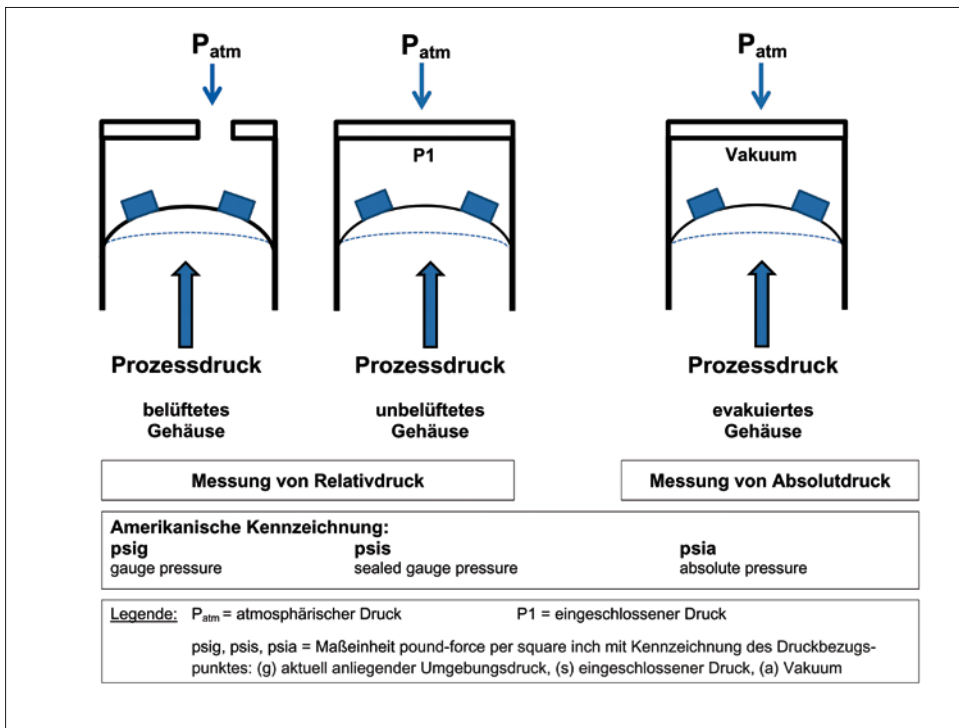 Patm
Patm
Patm
P1
Vakuum
Prozessdruck
Prozessdruck
Prozessdruck
belüftetes
Gehäuse
unbelüftetes
Gehäuse
evakuiertes
Gehäuse
Messung von Relativdruck
Messung von Absolutdruck
Amerikanische Kennzeichnung:
psig
psis
psia
gauge pressure
sealed gauge pressure
absolute pressure
Legende: Patm = atmosphärischer Druck P1 = eingeschlossener Druck
psig, psis, psia = Maßeinheit pound-force per square inch mit Kennzeichnung des Druckbezugs-
punktes: (g) aktuell anliegender Umgebungsdruck, (s) eingeschlossener Druck, (a) Vakuum